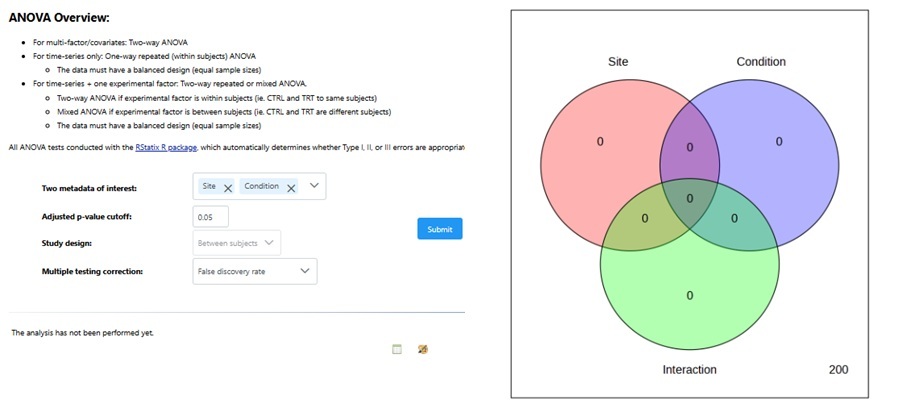 ANOVA Overview:
For multi-factor/covariates: Two-way ANOVA
For time-series only: One-way repeated (within subjects) ANOVA
The data must have a balanced design (equal sample sizes)
For time-series + one experimental factor: Two-way repeated or mixed ANOVA.
Two-way ANOVA if experimental factor is within subjects (ie. CTRL and TRT to same subjects)
Mixed ANOVA if experimental factor is between subjects (ie. CTRL and TRT are different subjects)
The data must have a balanced design (equal sample sizes)
All ANOVA tests conducted with the RStatix R package, which automatically determines whether Type I, II, or III errors are appropriat
Two metadata of interest: Site Condition
Adjusted p-value cutoff: 0.05
Submit
Study design: Between subjects
Multiple testing correction: False discovery rate
The analysis has not been performed yet.
Site Condition
0 0 0
0
0 0
0
Interaction 200